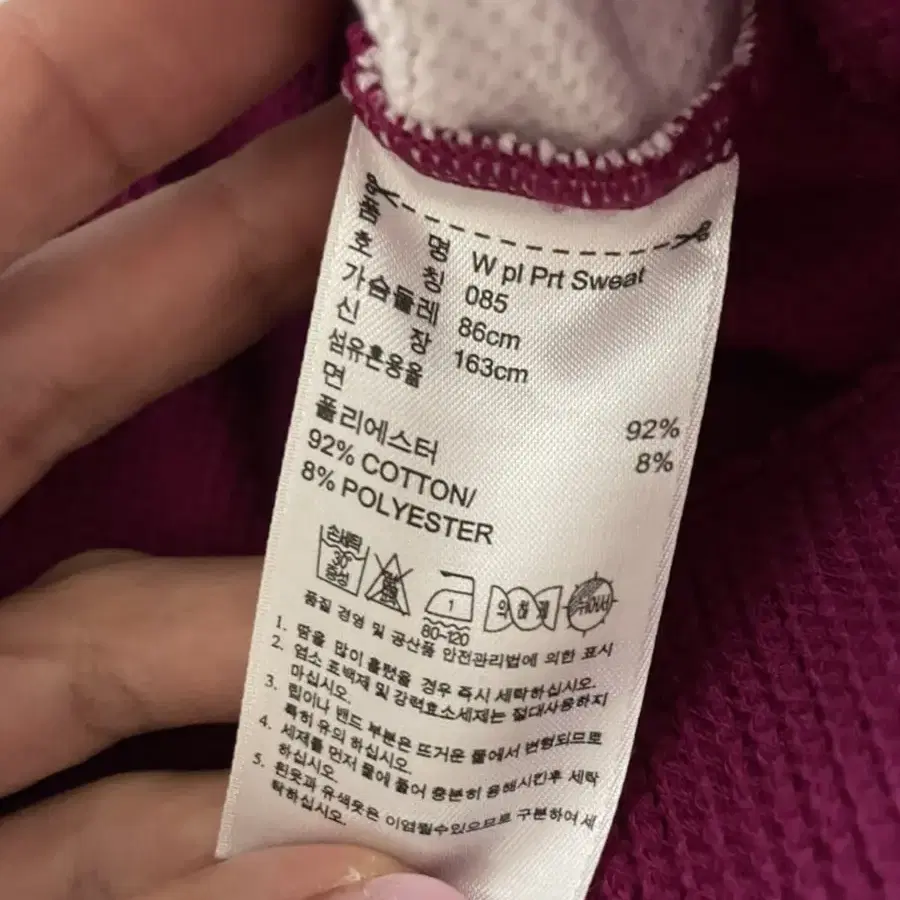 품 명 W pl Prt Sweat
호 칭 085
가슴둘레 86cm
신 장 163cm
섬유혼용율
면 92%
폴리에스터 8%
92% COTTON/
8% POLYESTER
손세탁 30° 중성 1 80-120 약하게
품질 경영 및 공산품 안전관리법에 의한 표시
1. 땀을 많이 흘렸을 경우 즉시 세탁하십시오.
2. 염소 표백제 및 강력효소세제는 절대사용하지
마십시오.
3. 립이나 밴드 부분은 뜨거운 물에서 변형되므로
특히 유의 하십시오.
4. 세제를 먼저 물에 풀어 충분히 용해시킨후 세탁
하십시오.
5. 흰옷과 유색옷은 이염될수있으므로 구분하여 세
탁하십시오.